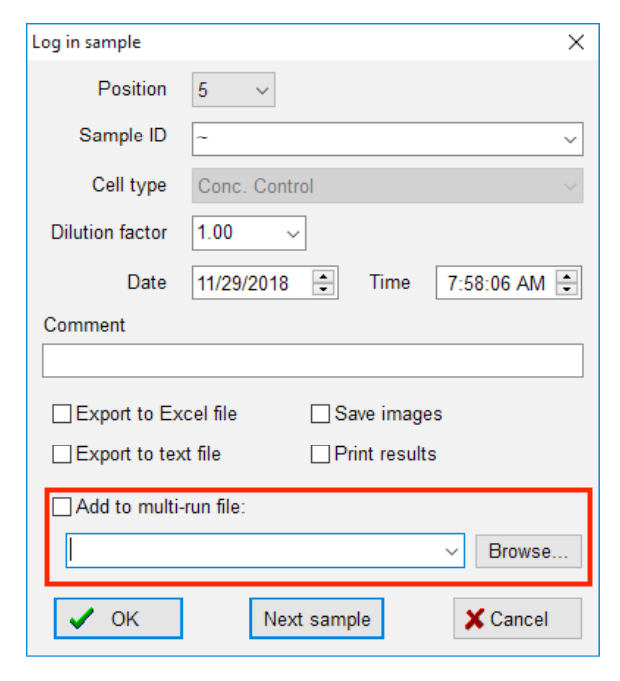 Log in sample
Position 5
Sample ID ~
Cell type Conc. Control
Dilution factor 1.00
Date 11/29/2018 Time 7:58:06 AM
Comment
Export to Excel file Save images
Export to text file Print results
Add to multi-run file:
Browse...
OK Next sample Cancel